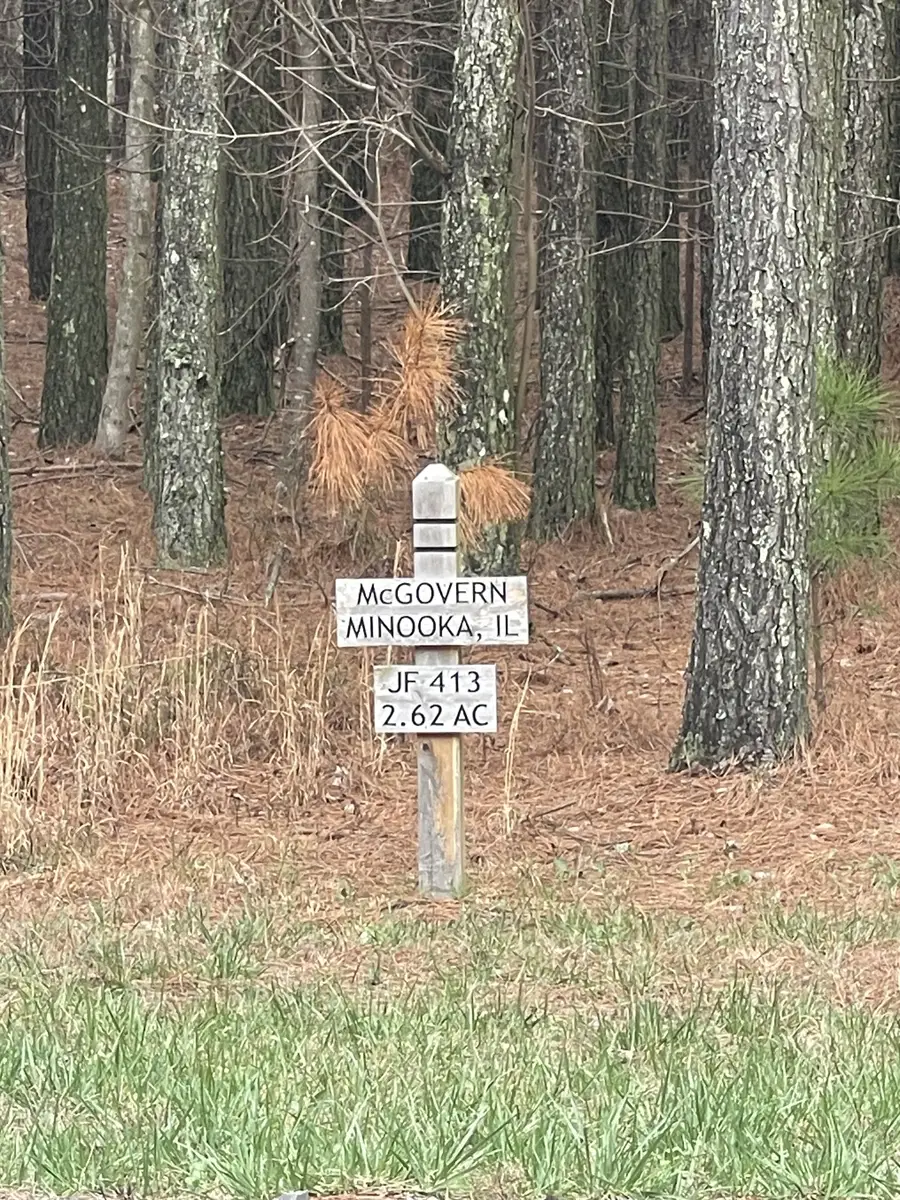 McGOVERN
MINOOKA, IL
JF 413
2.62 AC